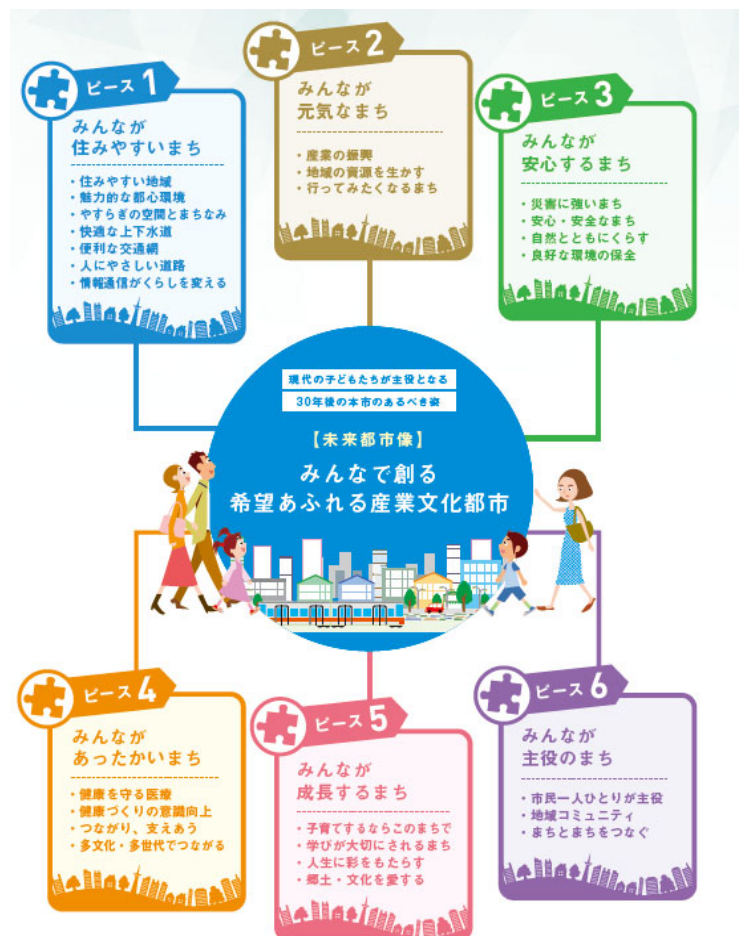 ピース1
みんなが
住みやすいまち
・住みやすい地域
・魅力的な都心環境
・やすらぎの空間とまちなみ
・快適な上下水道
・便利な交通網
・人にやさしい道路
・情報通信がくらしを変える
ピース2
みんなが
元気なまち
・産業の振興
・地域の資源を生かす
・行ってみたくなるまち
ピース3
みんなが
安心するまち
・災害に強いまち
・安心・安全なまち
・自然とともにくらす
・良好な環境の保全
現代の子どもたちが主役となる
30年後の本市のあるべき姿
【未来都市像】
みんなで創る
希望あふれる産業文化都市
ピース4
みんなが
あったかいまち
・健康を守る医療
・健康づくりの意識向上
・つながり、支えあう
・多文化・多世代でつながる
ピース5
みんなが
成長するまち
・子育てするならこのまちで
・学びが大切にされるまち
・人生に彩をもたらす
・郷土・文化を愛する
ピース6
みんなが
主役のまち
・市民一人ひとりが主役
・地域コミュニティ
・まちとまちをつなぐ